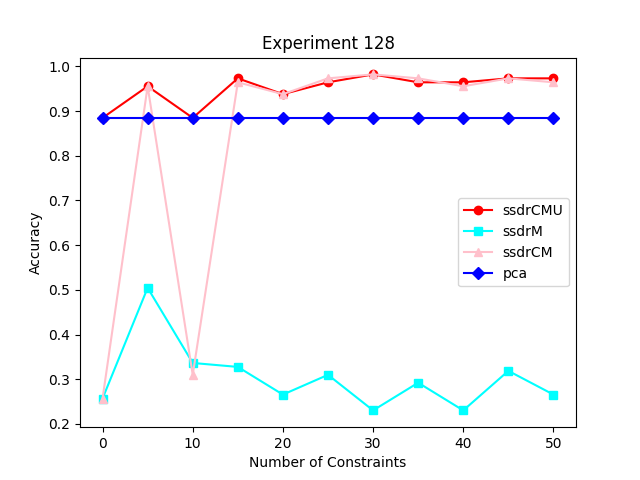 Experiment 128
Accuracy
1.0
0.9
0.8
0.7
0.6
0.5
0.4
0.3
0.2
ssdrCMU
ssdrM
ssdrCM
pca
0 10 20 30 40 50
Number of Constraints